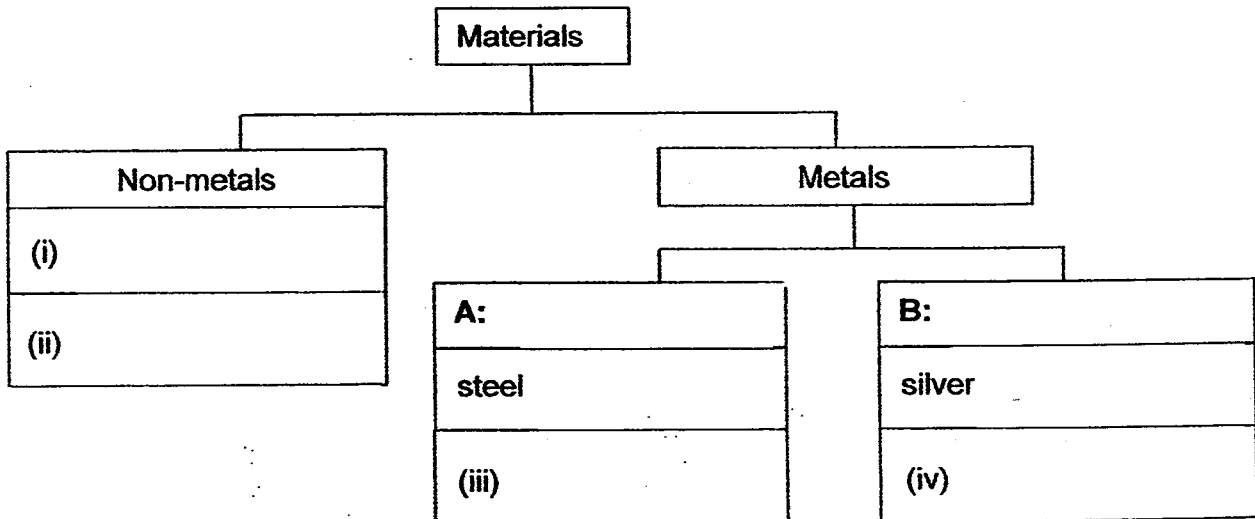 Materials
Non-metals
Metals
(i)
(ii)
A:
B:
steel
silver
(iii)
(iv)